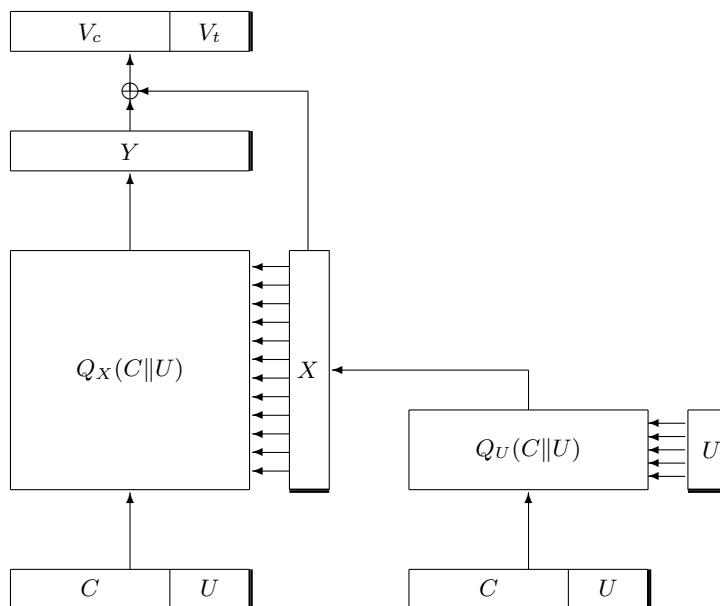 V_c V_t
Y
Q_X(C‖U) X
Q_U(C‖U) U
C U C U